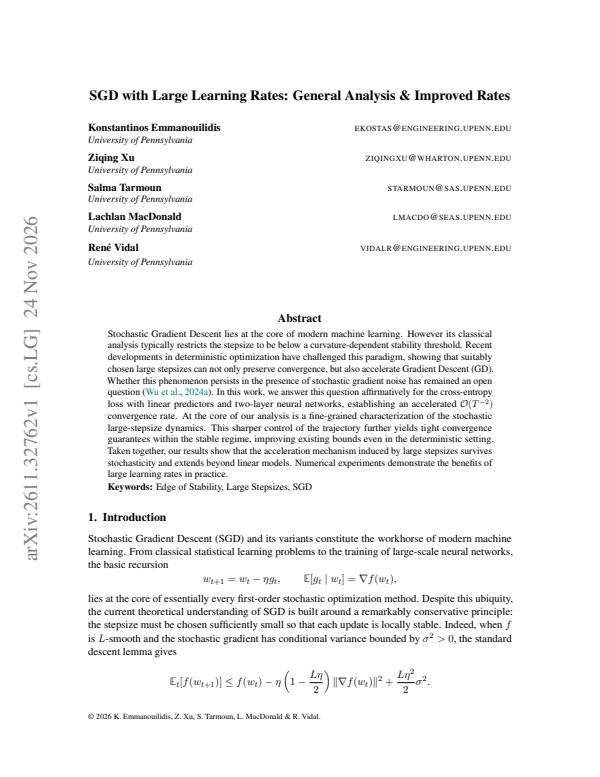 SGD with Large Learning Rates: General Analysis & Improved Rates
Konstantinos Emmanouilidis EKOSTAS@ENGINEERING.UPENN.EDU
University of Pennsylvania
Ziqing Xu ZIQINGXU@WHARTON.UPENN.EDU
University of Pennsylvania
Salma Tarmoun STARMOUN@SAS.UPENN.EDU
University of Pennsylvania
Lachlan MacDonald LMACDO@SEAS.UPENN.EDU
University of Pennsylvania
René Vidal VIDALR@ENGINEERING.UPENN.EDU
University of Pennsylvania
arXiv:2611.32762v1 [cs.LG] 24 Nov 2026
Abstract
Stochastic Gradient Descent lies at the core of modern machine learning. However its classical
analysis typically restricts the stepsize to be below a curvature-dependent stability threshold. Recent
developments in deterministic optimization have challenged this paradigm, showing that suitably
chosen large stepsizes can not only preserve convergence, but also accelerate Gradient Descent (GD).
Whether this phenomenon persists in the presence of stochastic gradient noise has remained an open
question (Wu et al., 2024a). In this work, we answer this question affirmatively for the cross-entropy
loss with linear predictors and two-layer neural networks, establishing an accelerated 𝒪(T⁻²)
convergence rate. At the core of our analysis is a fine-grained characterization of the stochastic
large-stepsize dynamics. This sharper control of the trajectory further yields tight convergence
guarantees within the stable regime, improving existing bounds even in the deterministic setting.
Taken together, our results show that the acceleration mechanism induced by large stepsizes survives
stochasticity and extends beyond linear models. Numerical experiments demonstrate the benefits of
large learning rates in practice.
Keywords: Edge of Stability, Large Stepsizes, SGD
1. Introduction
Stochastic Gradient Descent (SGD) and its variants constitute the workhorse of modern machine
learning. From classical statistical learning problems to the training of large-scale neural networks,
the basic recursion
wₜ₊₁ = wₜ − ηgₜ, 𝔼[gₜ | wₜ] = ∇f(wₜ),
lies at the core of essentially every first-order stochastic optimization method. Despite this ubiquity,
the current theoretical understanding of SGD is built around a remarkably conservative principle:
the stepsize must be chosen sufficiently small so that each update is locally stable. Indeed, when f
is L-smooth and the stochastic gradient has conditional variance bounded by σ² > 0, the standard
descent lemma gives
𝔼ₜ[f(wₜ₊₁)] ≤ f(wₜ) − η (1 − Lη/2) ‖∇f(wₜ)‖² + Lη²/2 σ².
© 2026 K. Emmanouilidis, Z. Xu, S. Tarmoun, L. MacDonald & R. Vidal.